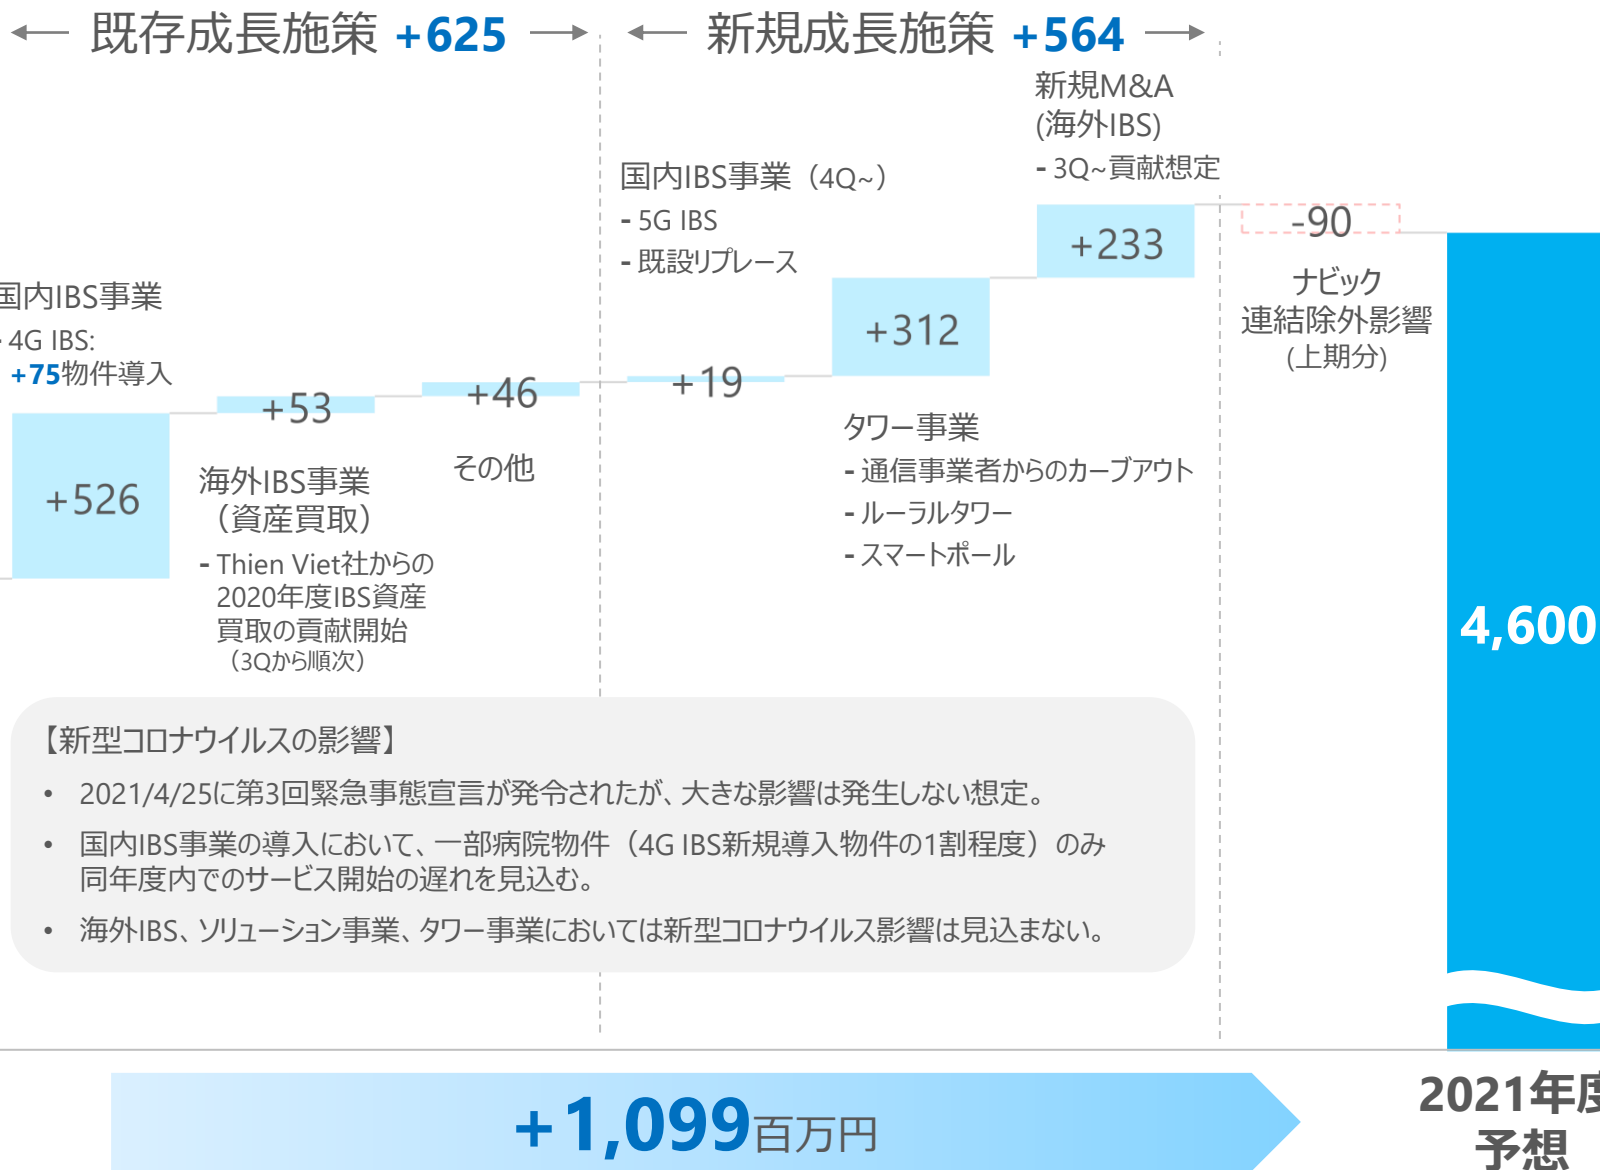 既存成長施策 +625
新規成長施策 +564
新規M&A
(海外IBS)
- 3Q~貢献想定
国内IBS事業（4Q~）
- 5G IBS
- 既設リプレース
+233
-90
ナビック
連結除外影響
(上期分)
国内IBS事業
- 4G IBS:
+75物件導入
+526
+53
+46
+19
+312
海外IBS事業
（資産買取）
- Thien Viet社からの
2020年度IBS資産
買取の貢献開始
（3Qから順次）
その他
タワー事業
- 通信事業者からのカーブアウト
- ルーラルタワー
- スマートポール
4,600
【新型コロナウイルスの影響】
• 2021/4/25に第3回緊急事態宣言が発令されたが、大きな影響は発生しない想定。
• 国内IBS事業の導入において、一部病院物件（4G IBS新規導入物件の1割程度）のみ
同年度内でのサービス開始の遅れを見込む。
• 海外IBS、ソリューション事業、タワー事業においては新型コロナウイルス影響は見込まない。
+1,099百万円
2021年度
予想